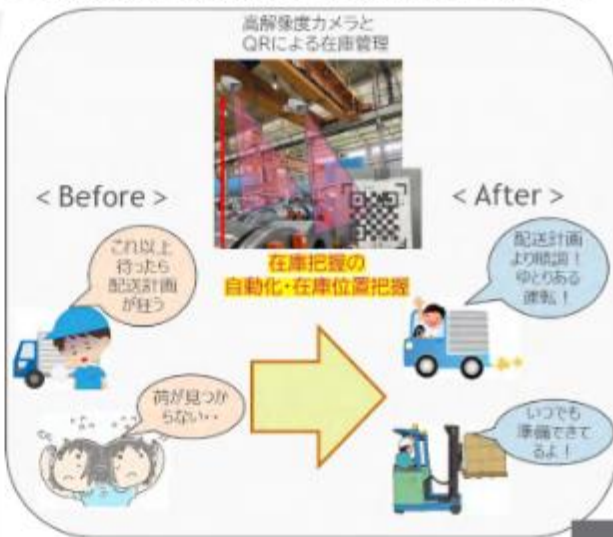 高解像度カメラと
QRによる在庫管理
< Before >
< After >
在庫把握の
自動化・在庫位置把握
これ以上
待ったら
配送計画
が狂う
配送計画
より順調！
ゆとりある
運転！
荷が見つか
らない・・
いつでも
準備できて
るよ！